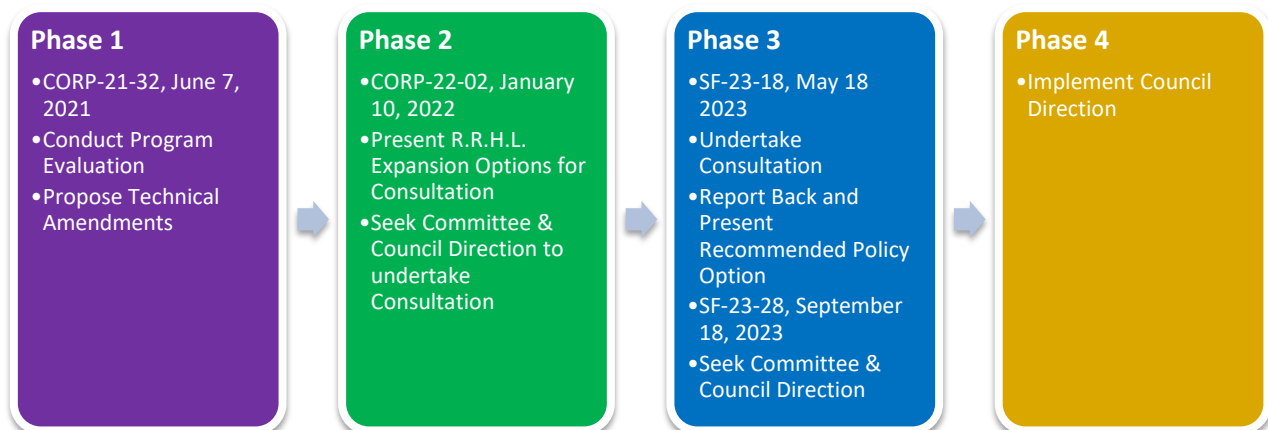 Phase 1
•CORP-21-32, June 7,
2021
•Conduct Program
Evaluation
•Propose Technical
Amendments
Phase 2
•CORP-22-02, January
10, 2022
•Present R.R.H.L.
Expansion Options for
Consultation
•Seek Committee &
Council Direction to
undertake
Consultation
Phase 3
•SF-23-18, May 18
2023
•Undertake
Consultation
•Report Back and
Present
Recommended Policy
Option
•SF-23-28, September
18, 2023
•Seek Committee &
Council Direction
Phase 4
•Implement Council
Direction